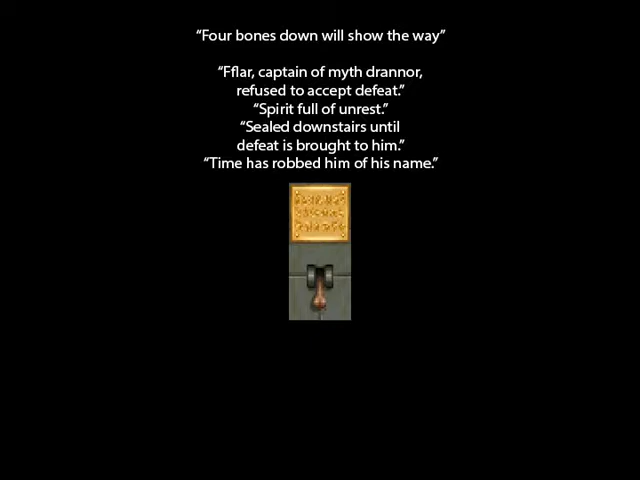 “Four bones down will show the way”
“Fflar, captain of myth drannor,
refused to accept defeat.”
“Spirit full of unrest.”
“Sealed downstairs until
defeat is brought to him.”
“Time has robbed him of his name.”